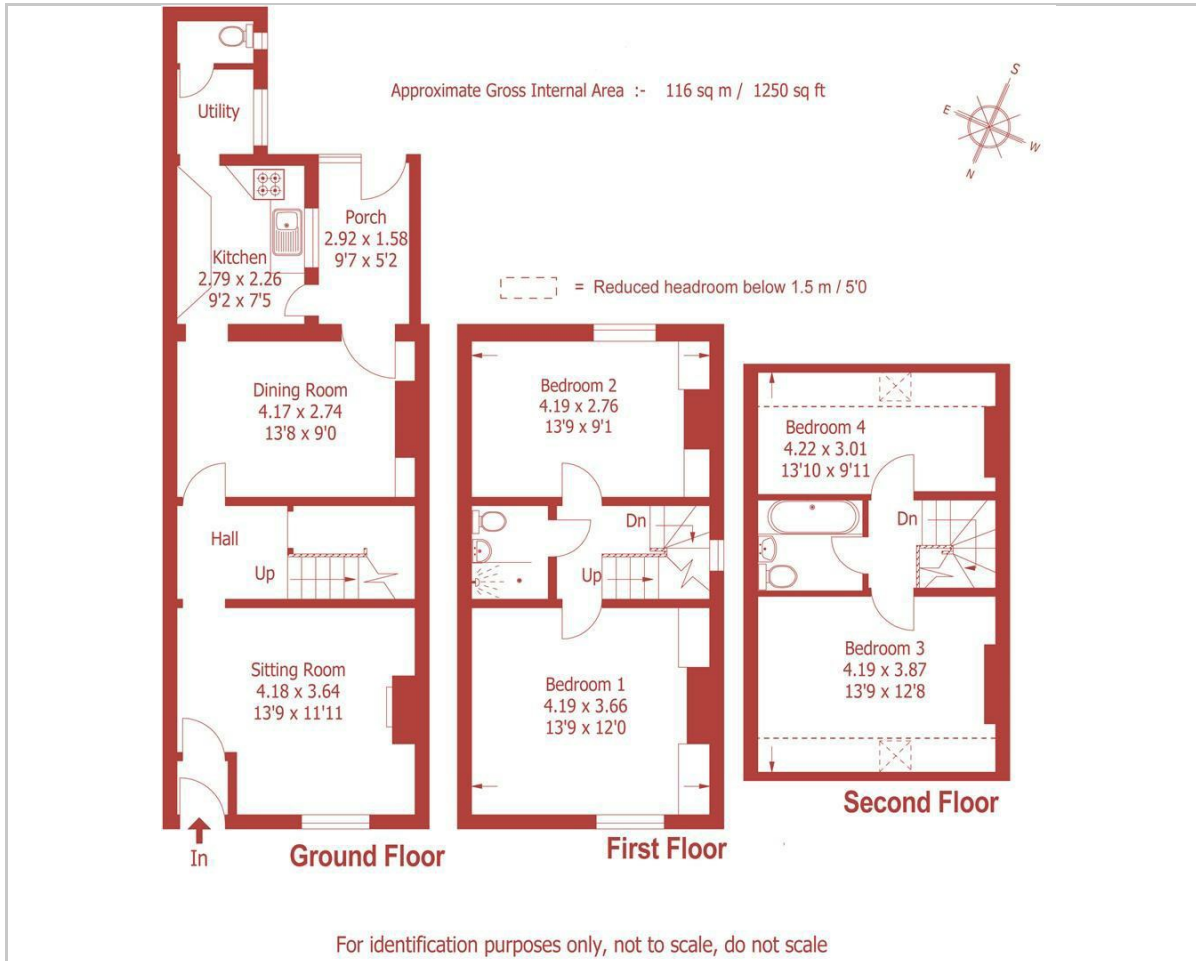 Approximate Gross Internal Area :- 116 sq m / 1250 sq ft
S
E
W
N
Utility
Porch
2.92 x 1.58
9'7 x 5'2
Kitchen
2.79 x 2.26
9'2 x 7'5
= Reduced headroom below 1.5 m / 5'0
Dining Room
4.17 x 2.74
13'8 x 9'0
Hall
Up
Sitting Room
4.18 x 3.64
13'9 x 11'11
In
Ground Floor
Bedroom 2
4.19 x 2.76
13'9 x 9'1
Dn
Up
Bedroom 1
4.19 x 3.66
13'9 x 12'0
First Floor
Bedroom 4
4.22 x 3.01
13'10 x 9'11
Dn
Bedroom 3
4.19 x 3.87
13'9 x 12'8
Second Floor
For identification purposes only, not to scale, do not scale